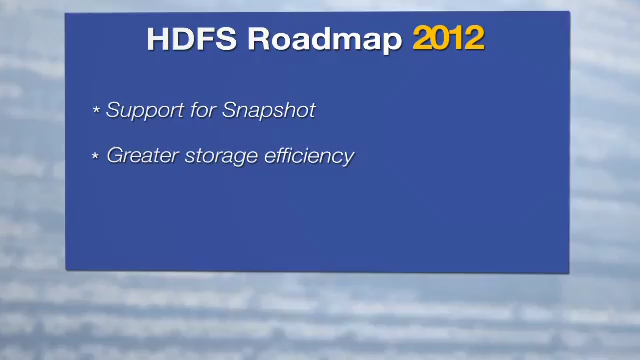 HDFS Roadmap 2012
* Support for Snapshot
* Greater storage efficiency